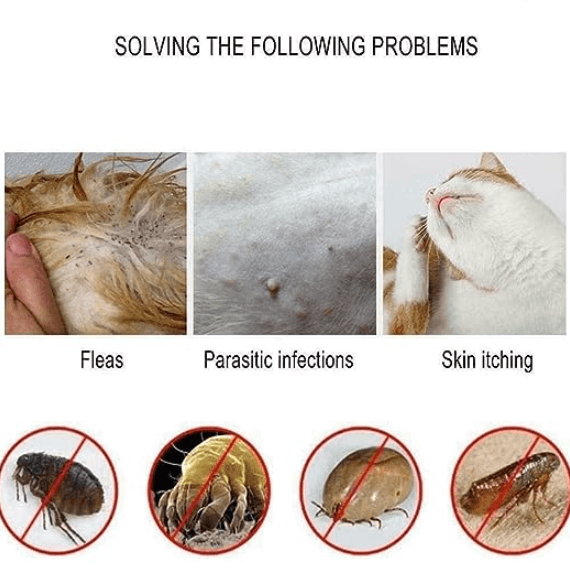 SOLVING THE FOLLOWING PROBLEMS
Fleas
Parasitic infections
Skin itching